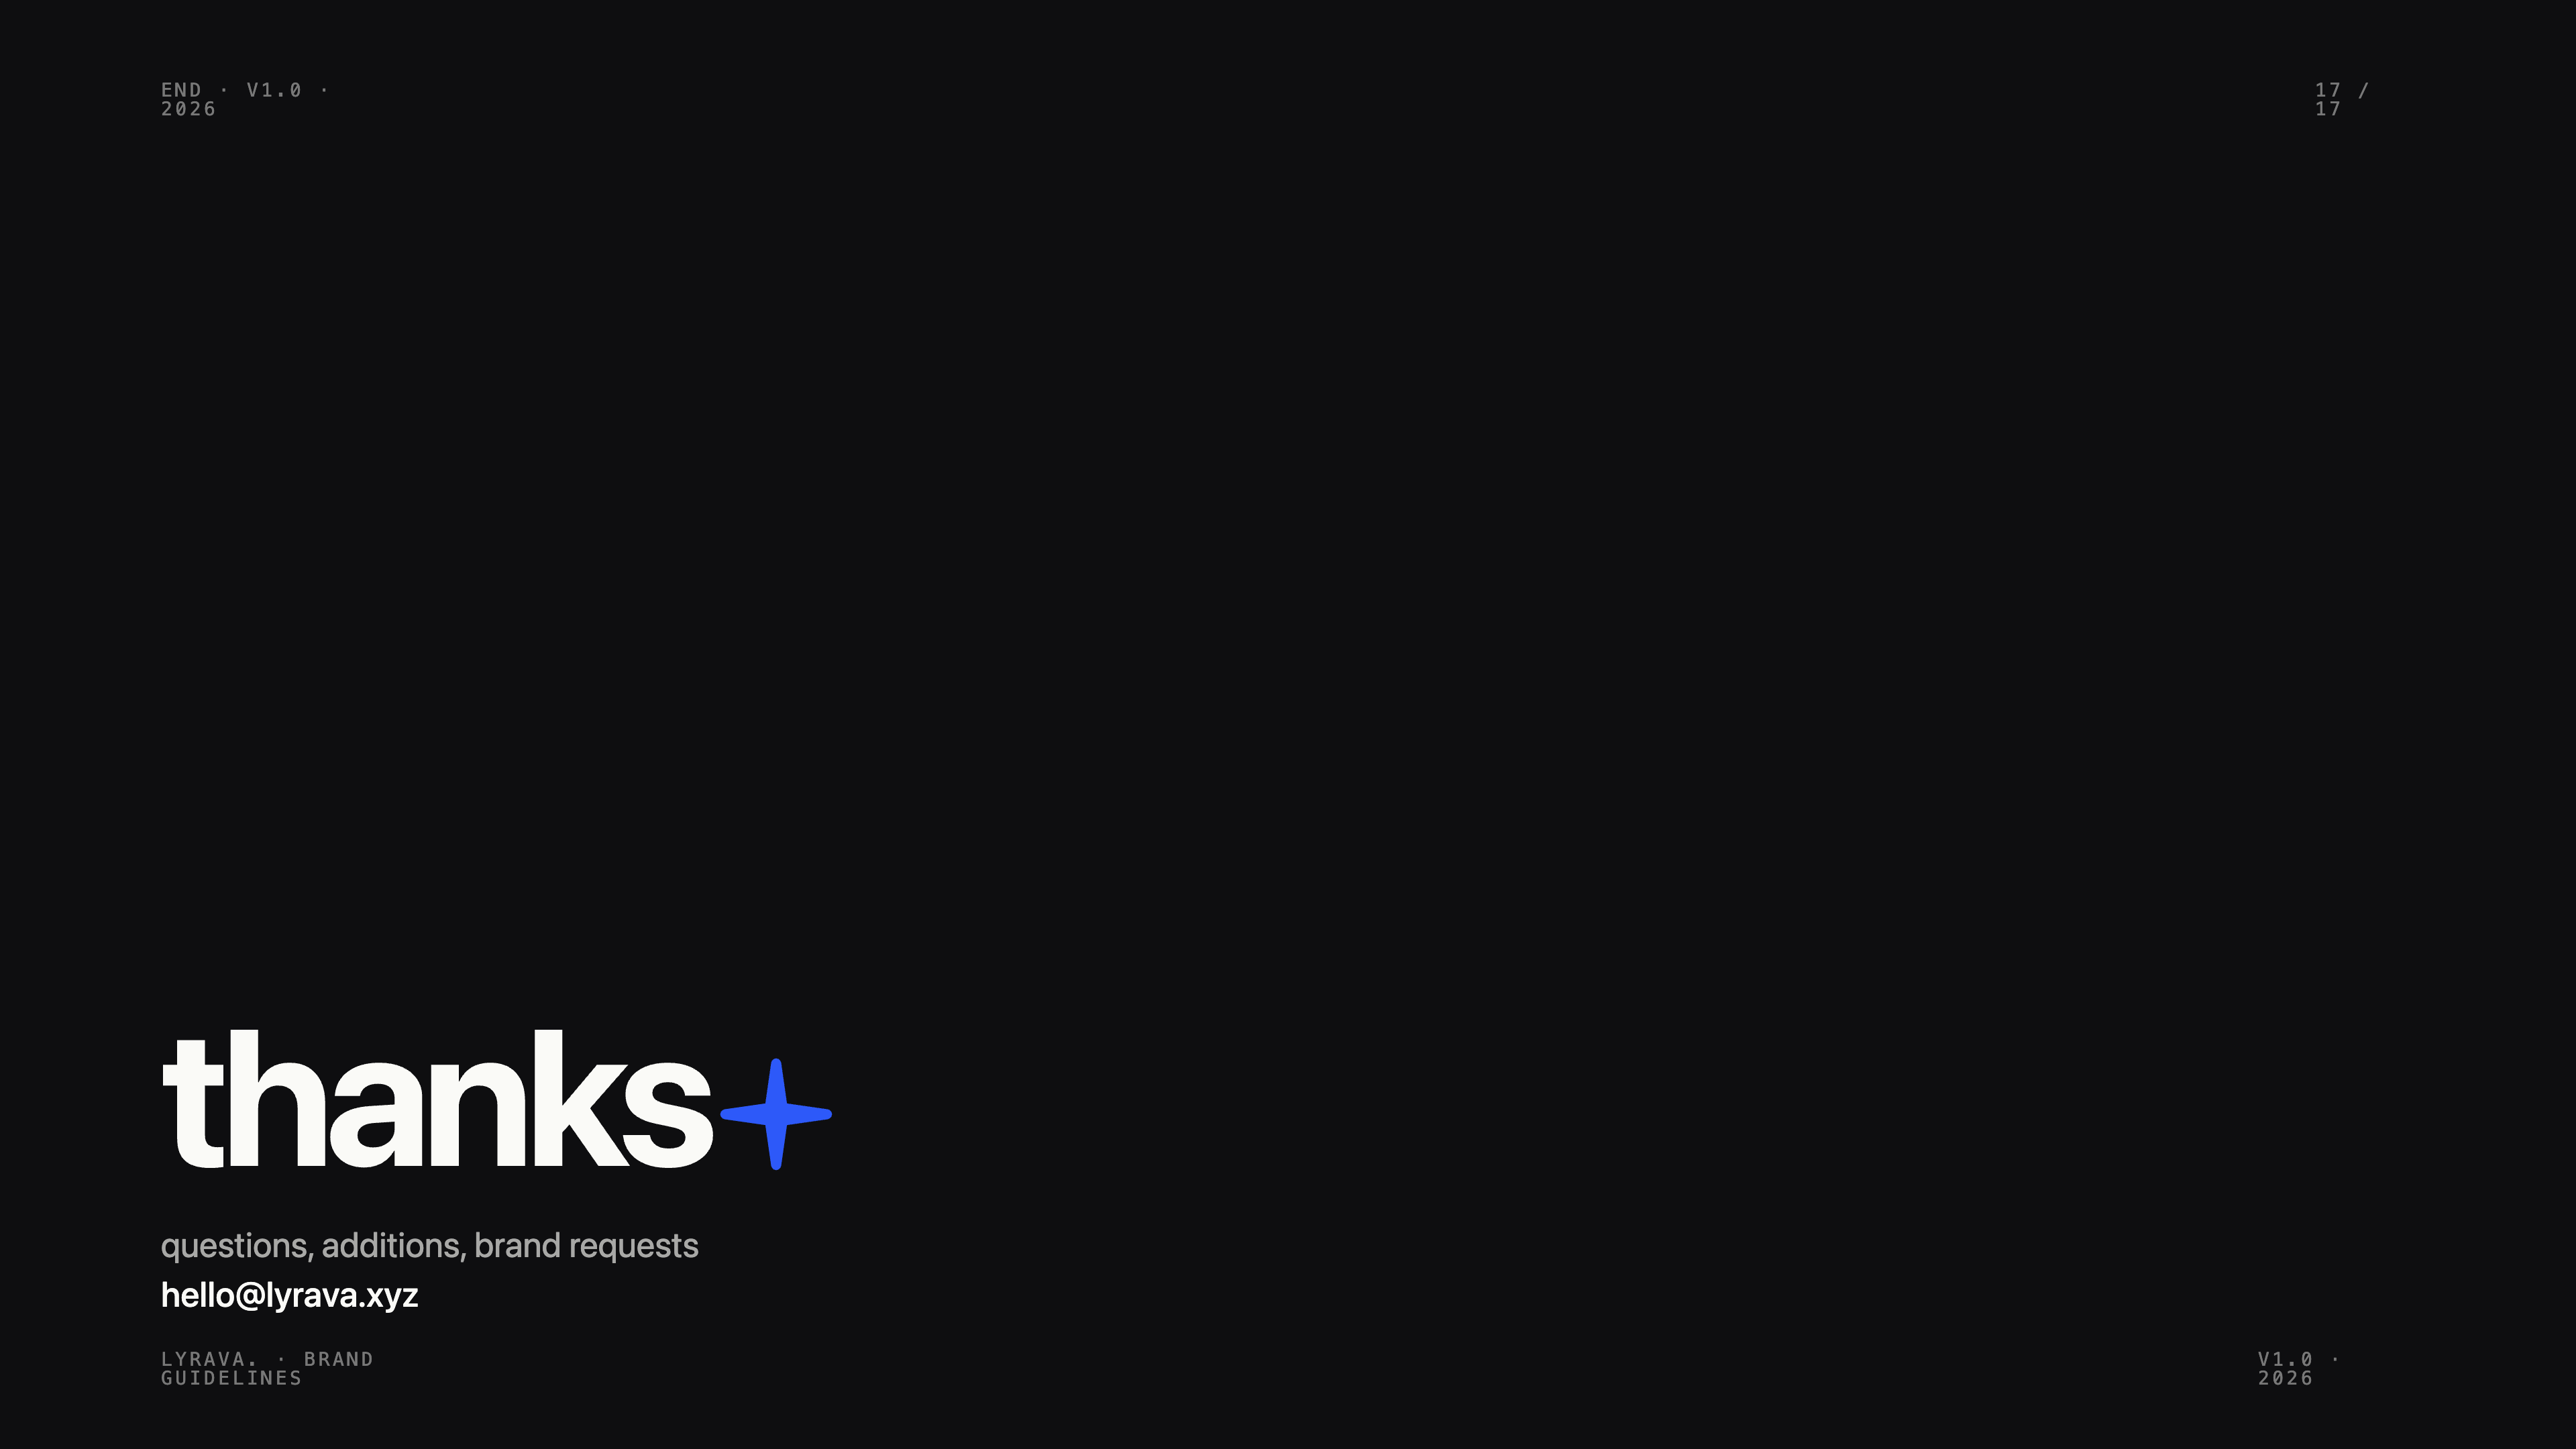 END · V1.0 ·
2026
17 /
17
thanks
questions, additions, brand requests
hello@lyrava.xyz
LYRAVA. · BRAND
GUIDELINES
V1.0 ·
2026